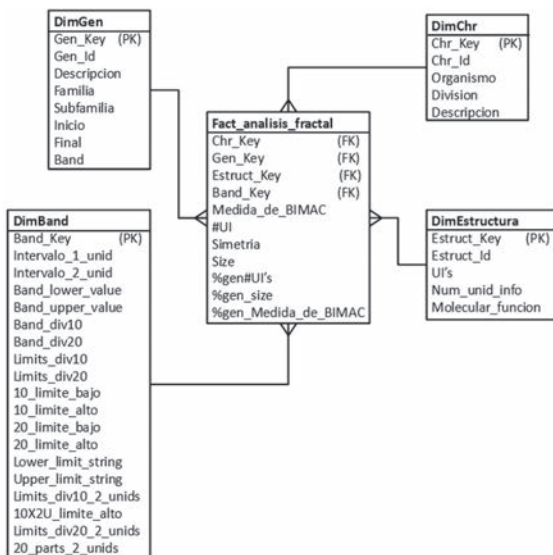 DimGen
Gen_Key (PK)
Gen_Id
Descripcion
Familia
Subfamilia
Inicio
Final
Band
DimChr
Chr_Key (PK)
Chr_Id
Organismo
Division
Descripcion
Fact_analisis_fractal
Chr_Key (FK)
Gen_Key (FK)
Estruct_Key (FK)
Band_Key (FK)
Medida_de_BIMAC
#UI
Simetria
Size
%gen#UI's
%gen_size
%gen_Medida_de_BIMAC
DimBand
Band_Key (PK)
Intervalo_1_unid
Intervalo_2_unid
Band_lower_value
Band_upper_value
Band_div10
Band_div20
Limits_div10
Limits_div20
10_limite_bajo
10_limite_alto
20_limite_bajo
20_limite_alto
Lower_limit_string
Upper_limit_string
Limits_div10_2_unids
10X2U_limite_alto
Limits_div20_2_unids
20_parts_2_unids
DimEstructura
Estruct_Key (PK)
Estruct_Id
UI's
Num_unid_info
Molecular_funcion